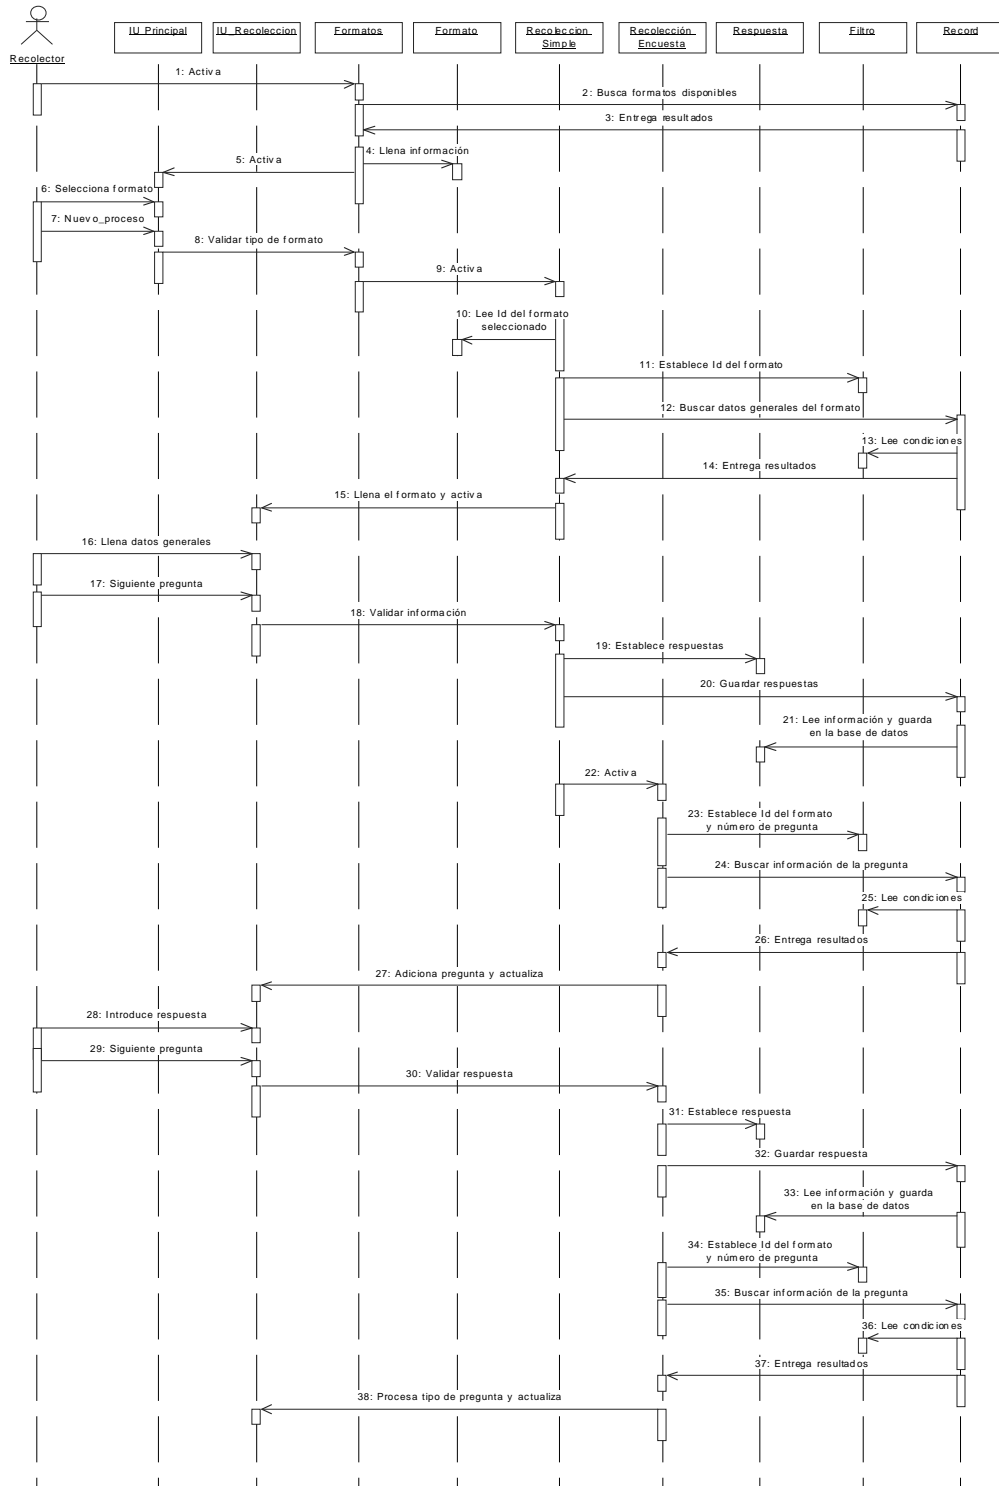 Recolector
IU_Principal
IU_Recoleccion
Formatos
Formato
Recoleccion_
Simple
Recolección_
Encuesta
Respuesta
Filtro
Record
1: Activa
2: Busca formatos disponibles
3: Entrega resultados
4: Llena información
5: Activa
6: Selecciona formato
7: Nuevo_proceso
8: Validar tipo de formato
9: Activa
10: Lee Id del formato
seleccionado
11: Establece Id del formato
12: Buscar datos generales del formato
13: Lee condiciones
14: Entrega resultados
15: Llena el formato y activa
16: Llena datos generales
17: Siguiente pregunta
18: Validar información
19: Establece respuestas
20: Guardar respuestas
21: Lee información y guarda
en la base de datos
22: Activa
23: Establece Id del formato
y número de pregunta
24: Buscar información de la pregunta
25: Lee condiciones
26: Entrega resultados
27: Adiciona pregunta y actualiza
28: Introduce respuesta
29: Siguiente pregunta
30: Validar respuesta
31: Establece respuesta
32: Guardar respuesta
33: Lee información y guarda
en la base de datos
34: Establece Id del formato
y número de pregunta
35: Buscar información de la pregunta
36: Lee condiciones
37: Entrega resultados
38: Procesa tipo de pregunta y actualiza